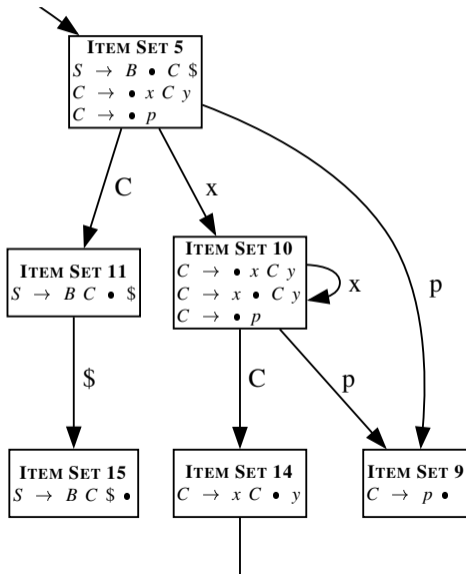 ITEM SET 5
S → B • C $
C → • x C y
C → • p
C
x
p
ITEM SET 11
S → B C • $
ITEM SET 10
C → • x C y
C → x • C y
C → • p
x
$
C
p
ITEM SET 15
S → B C $ •
ITEM SET 14
C → x C • y
ITEM SET 9
C → p •